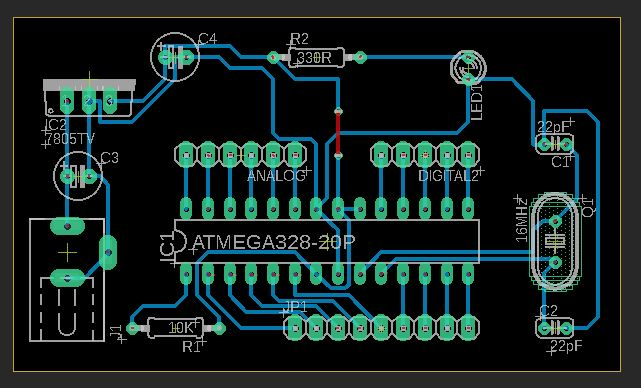 C4
R2
330R
LED1
IC2
7805TV
22pF
C1
C3
ANALOG
DIGITAL2
16MHz
Q1
IC1
ATMEGA328-20P
JP1
C2
J1
10K
R1
22pF